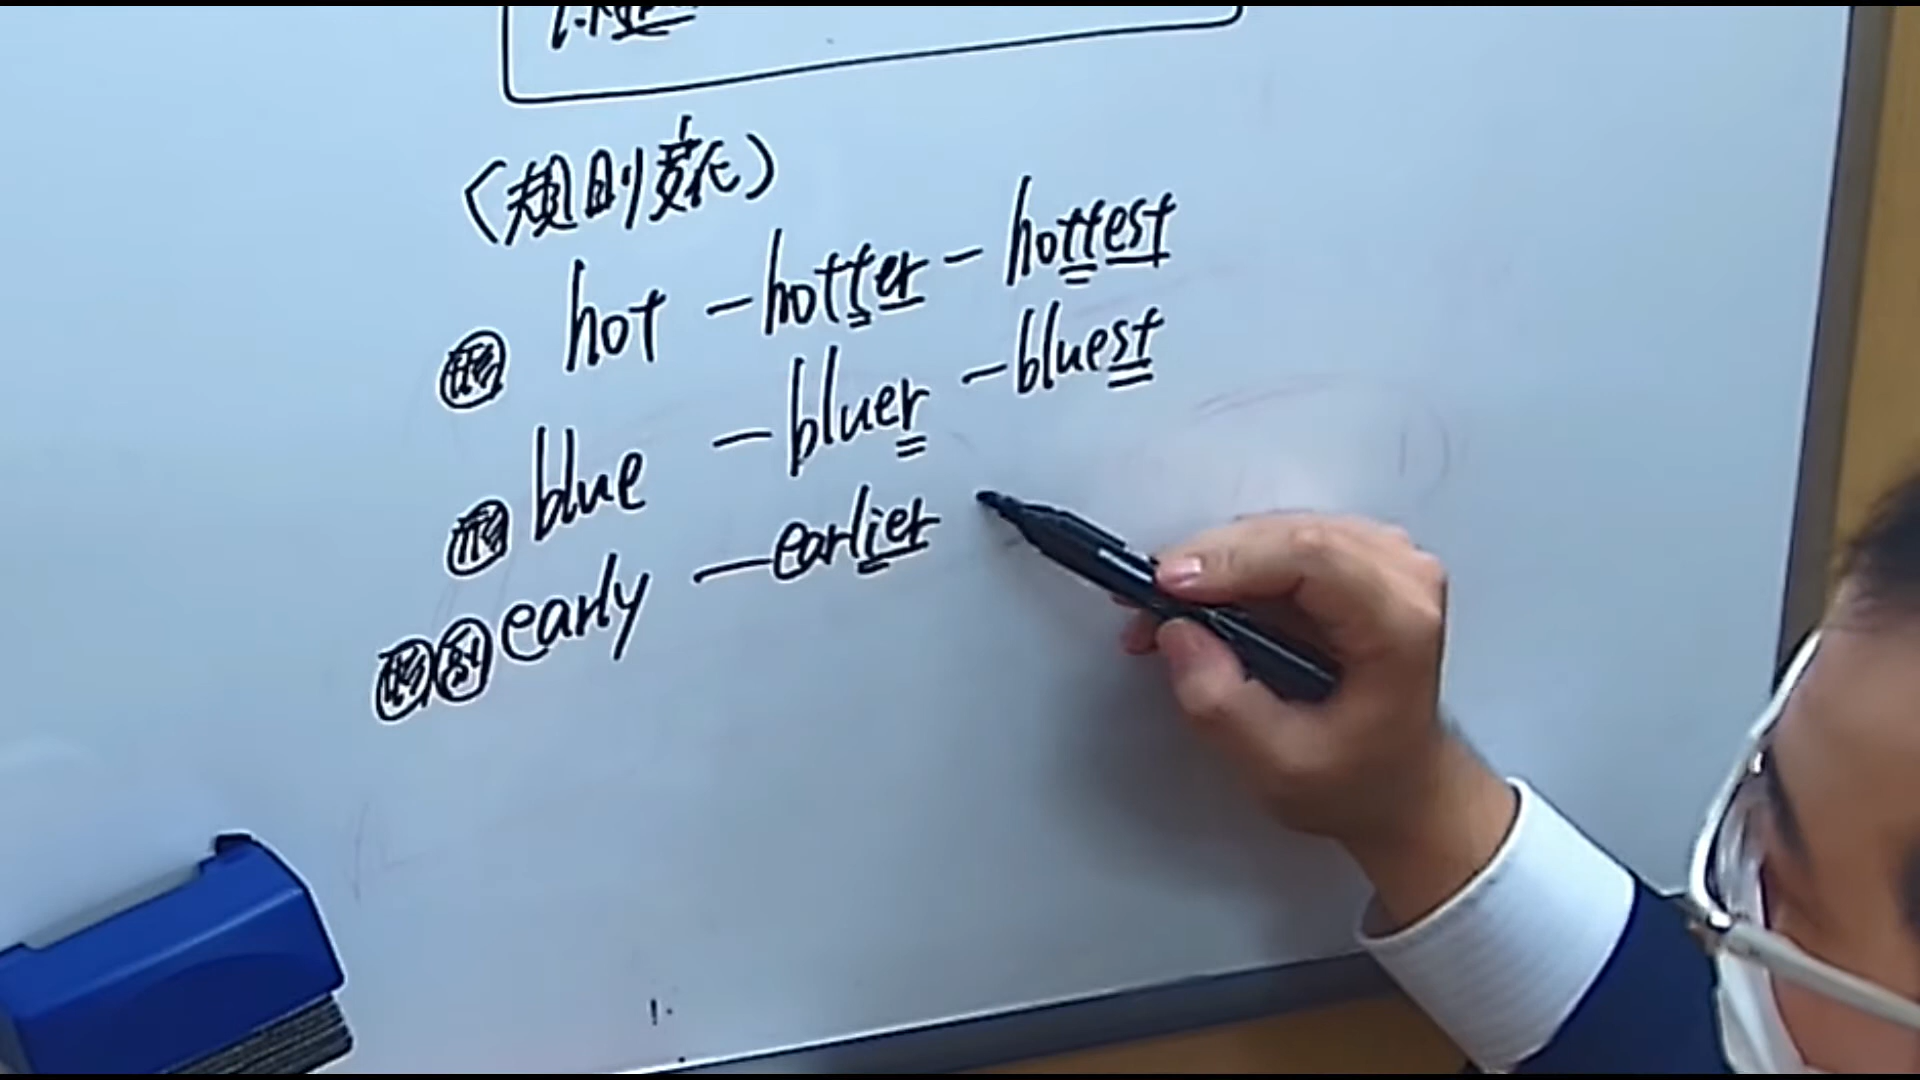 〈規則変化〉
形 hot - hotter - hottest
形 blue - bluer - bluest
形 副 early - earlier